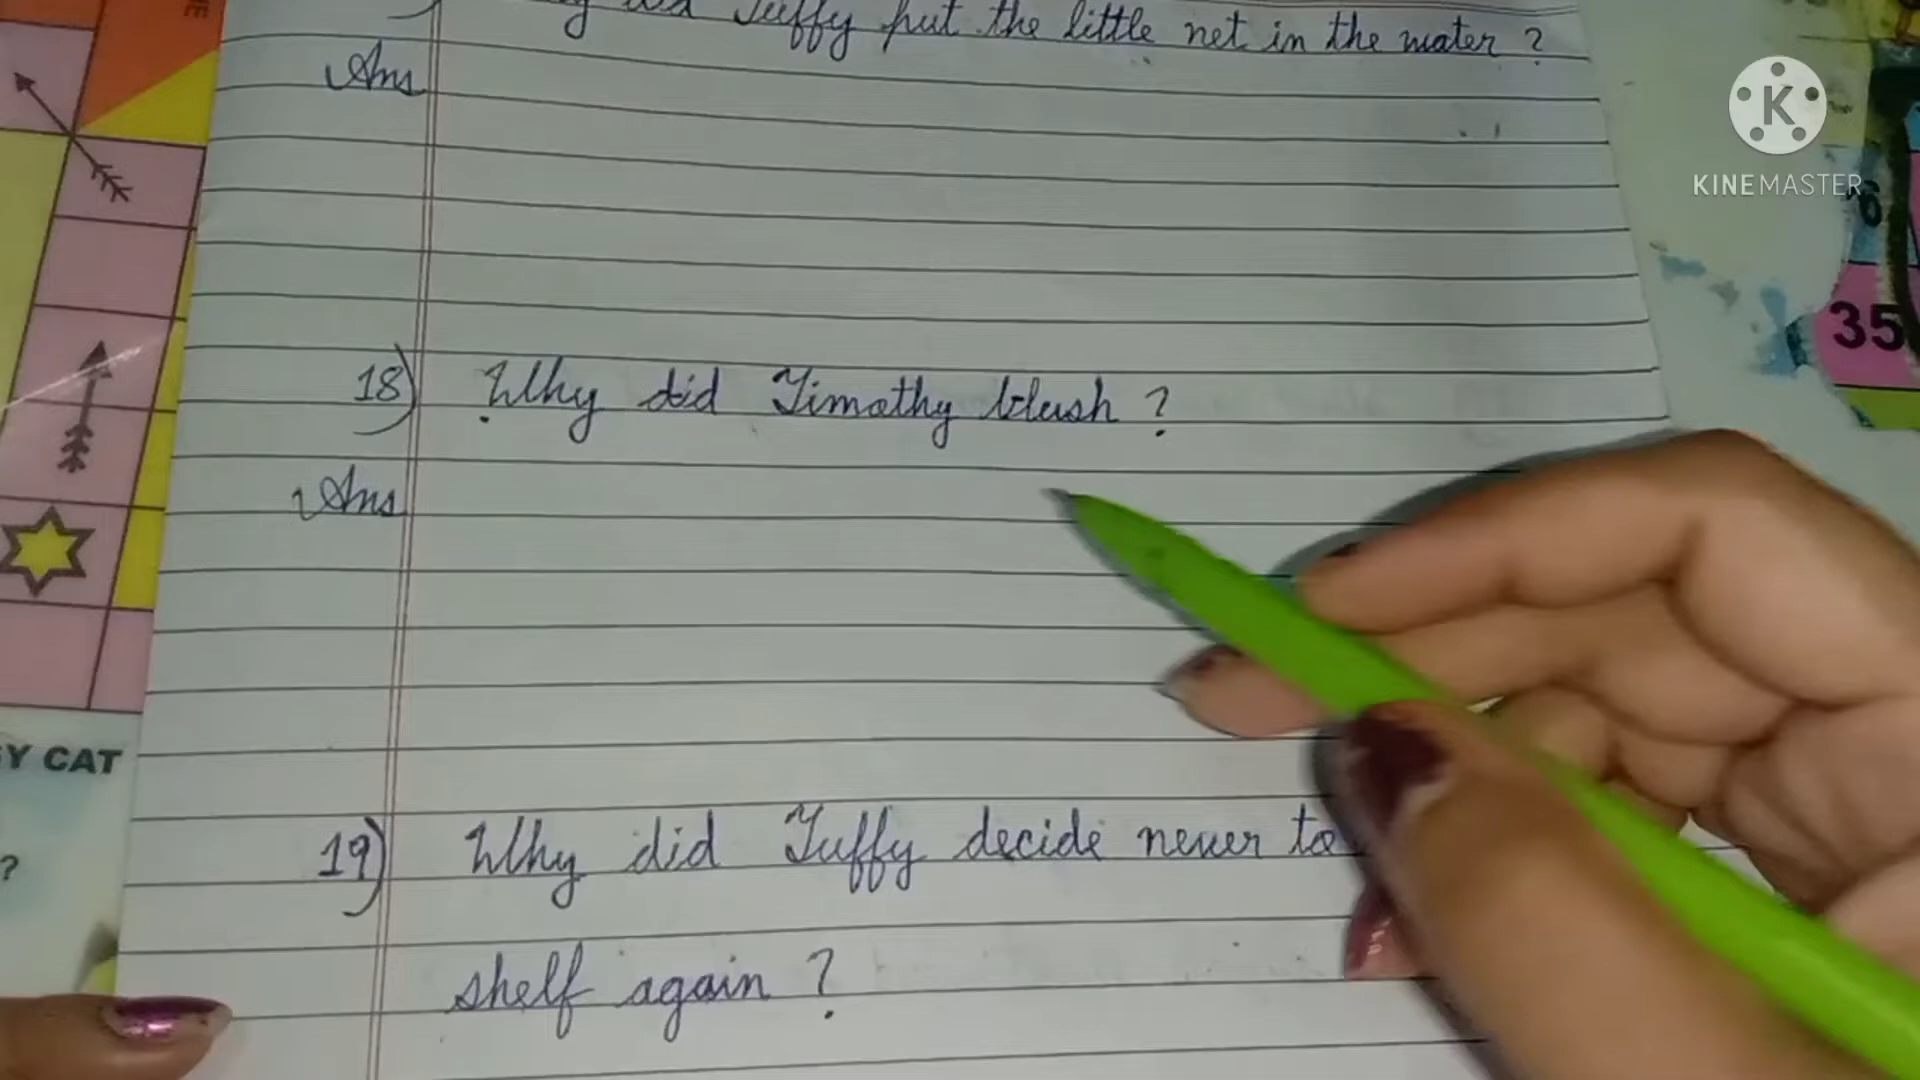 Tuffy put the little net in the water ?
Ans
KINEMASTER
18) Why did Timothy blush ?
Ans
35
Y CAT
19) Why did Tuffy decide never to
?
shelf again ?